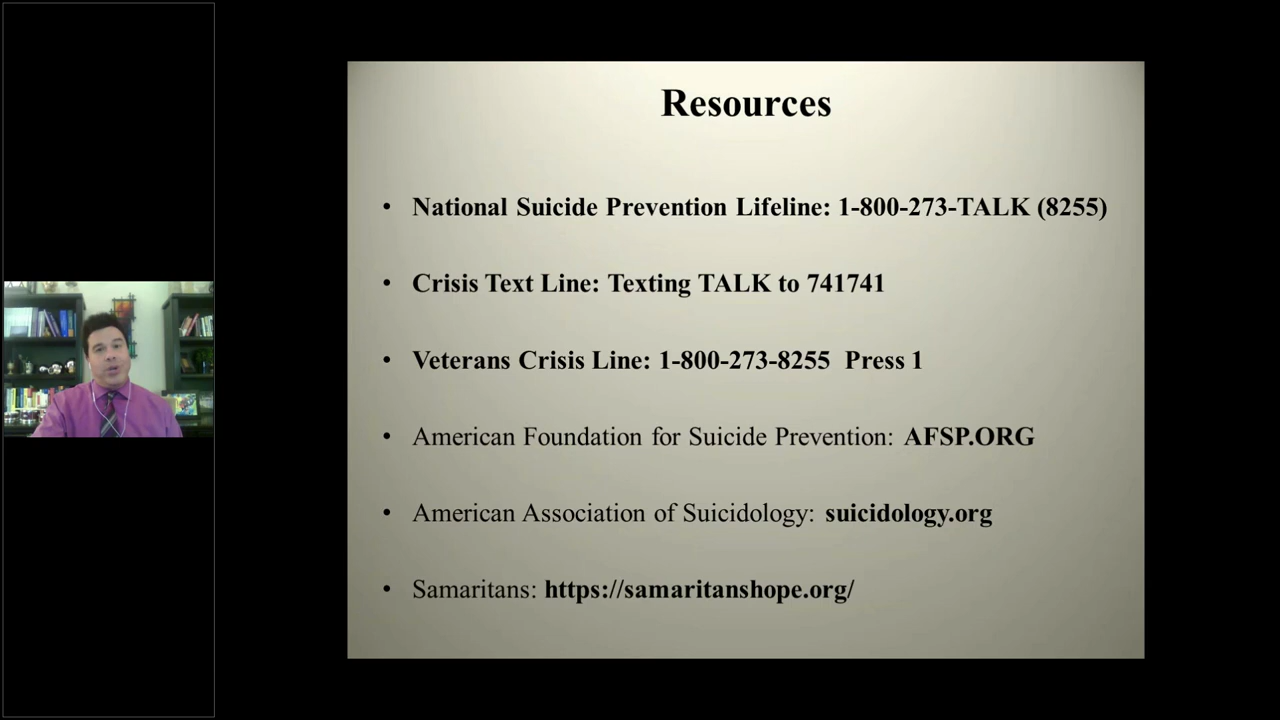 Resources
• National Suicide Prevention Lifeline: 1-800-273-TALK (8255)
• Crisis Text Line: Texting TALK to 741741
• Veterans Crisis Line: 1-800-273-8255 Press 1
• American Foundation for Suicide Prevention: AFSP.ORG
• American Association of Suicidology: suicidology.org
• Samaritans: https://samaritanshope.org/